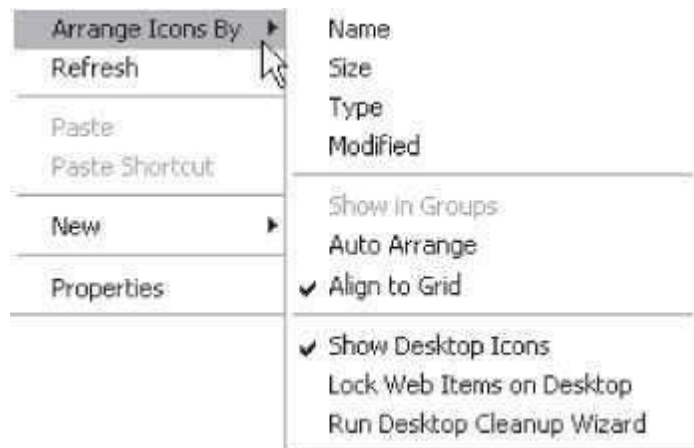 Arrange Icons By
Refresh
Paste
Paste Shortcut
New
Properties
Name
Size
Type
Modified
Show in Groups
Auto Arrange
Align to Grid
Show Desktop Icons
Lock Web Items on Desktop
Run Desktop Cleanup Wizard